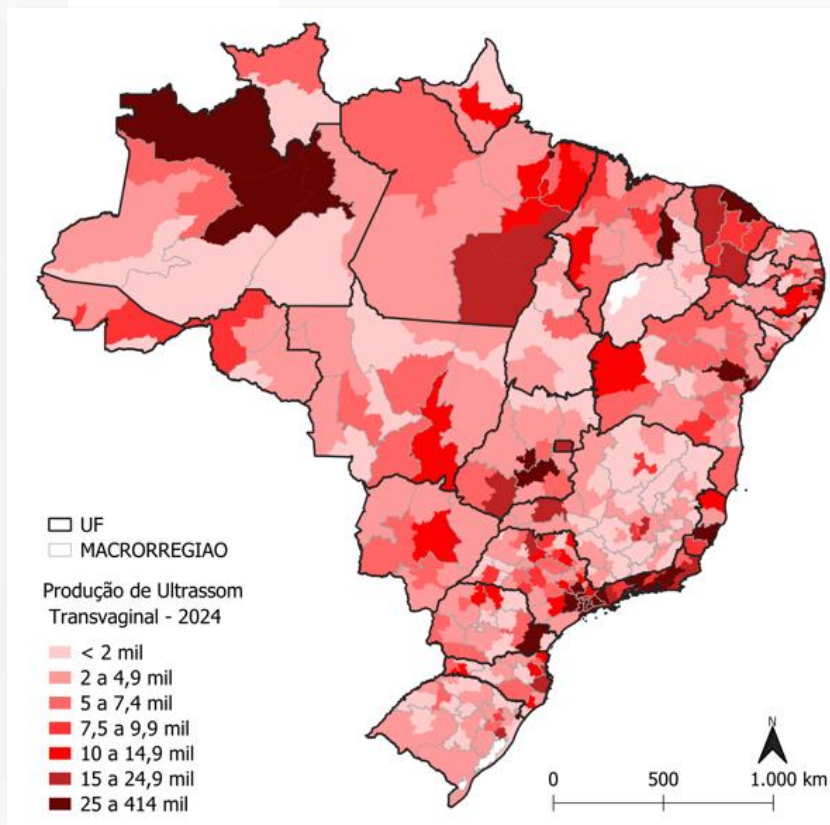 UF
MACRORREGIAO
Produção de Ultrassom
Transvaginal - 2024
< 2 mil
2 a 4,9 mil
5 a 7,4 mil
7,5 a 9,9 mil
10 a 14,9 mil
15 a 24,9 mil
25 a 414 mil
N
0 500 1.000 km